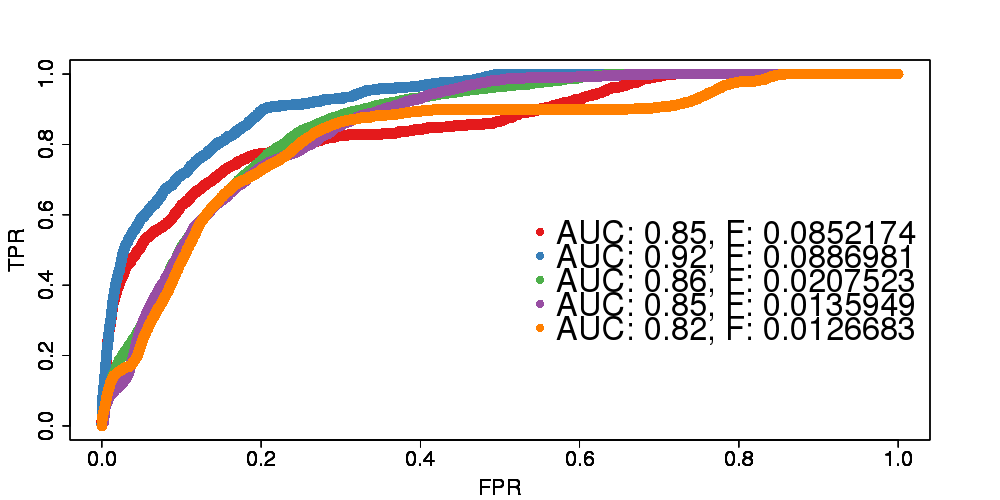 1.0
0.8
0.6
0.4
0.2
0.0
TPR
AUC: 0.85, F: 0.0852174
AUC: 0.92, F: 0.0886981
AUC: 0.86, F: 0.0207523
AUC: 0.85, F: 0.0135949
AUC: 0.82, F: 0.0126683
0.0 0.2 0.4 0.6 0.8 1.0
FPR